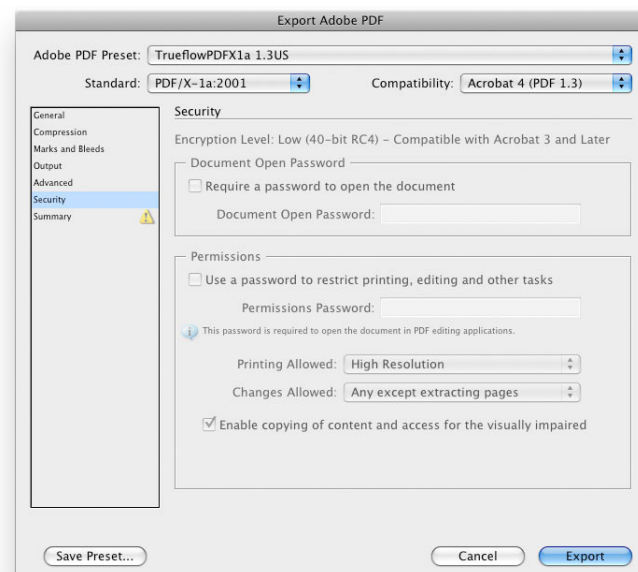 Export Adobe PDF
Adobe PDF Preset: TrueflowPDFX1a 1.3US
Standard: PDF/X-1a:2001 Compatibility: Acrobat 4 (PDF 1.3)
General
Compression
Marks and Bleeds
Output
Advanced
Security
Summary
Security
Encryption Level: Low (40-bit RC4) – Compatible with Acrobat 3 and Later
Document Open Password
Require a password to open the document
Document Open Password:
Permissions
Use a password to restrict printing, editing and other tasks
Permissions Password:
This password is required to open the document in PDF editing applications.
Printing Allowed: High Resolution
Changes Allowed: Any except extracting pages
Enable copying of content and access for the visually impaired
Save Preset... Cancel Export